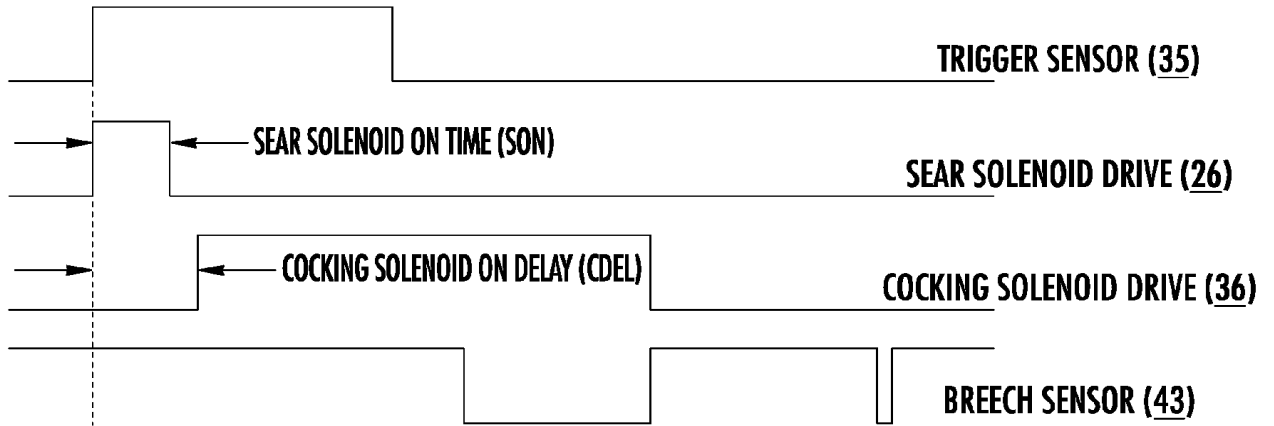 TRIGGER SENSOR (35)
SEAR SOLENOID ON TIME (SON)
SEAR SOLENOID DRIVE (26)
COCKING SOLENOID ON DELAY (CDEL)
COCKING SOLENOID DRIVE (36)
BREECH SENSOR (43)